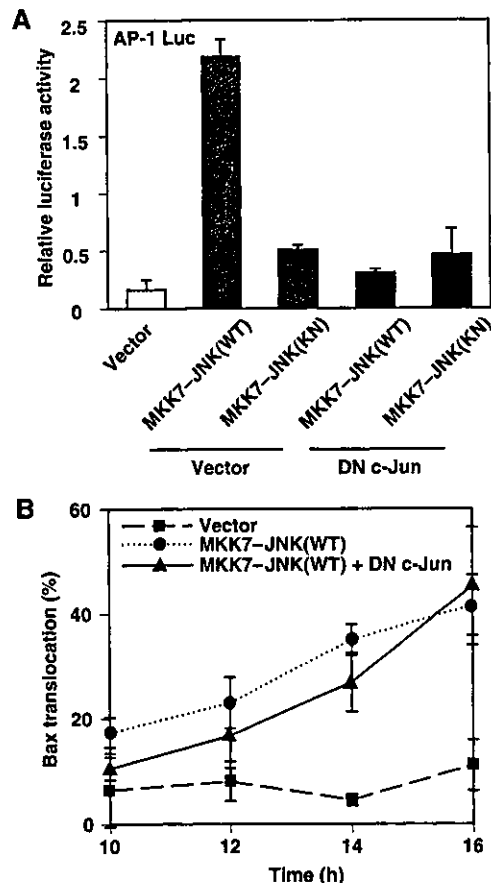 A
AP-1 Luc
Relative luciferase activity
2.5
2
1.5
1
0.5
0
Vector
MKK7–JNK(WT)
MKK7–JNK(KN)
MKK7–JNK(WT)
MKK7–JNK(KN)
Vector
DN c-Jun
B
Vector
MKK7–JNK(WT)
MKK7–JNK(WT) + DN c-Jun
Bax translocation (%)
60
40
20
0
10
12
14
16
Time (h)